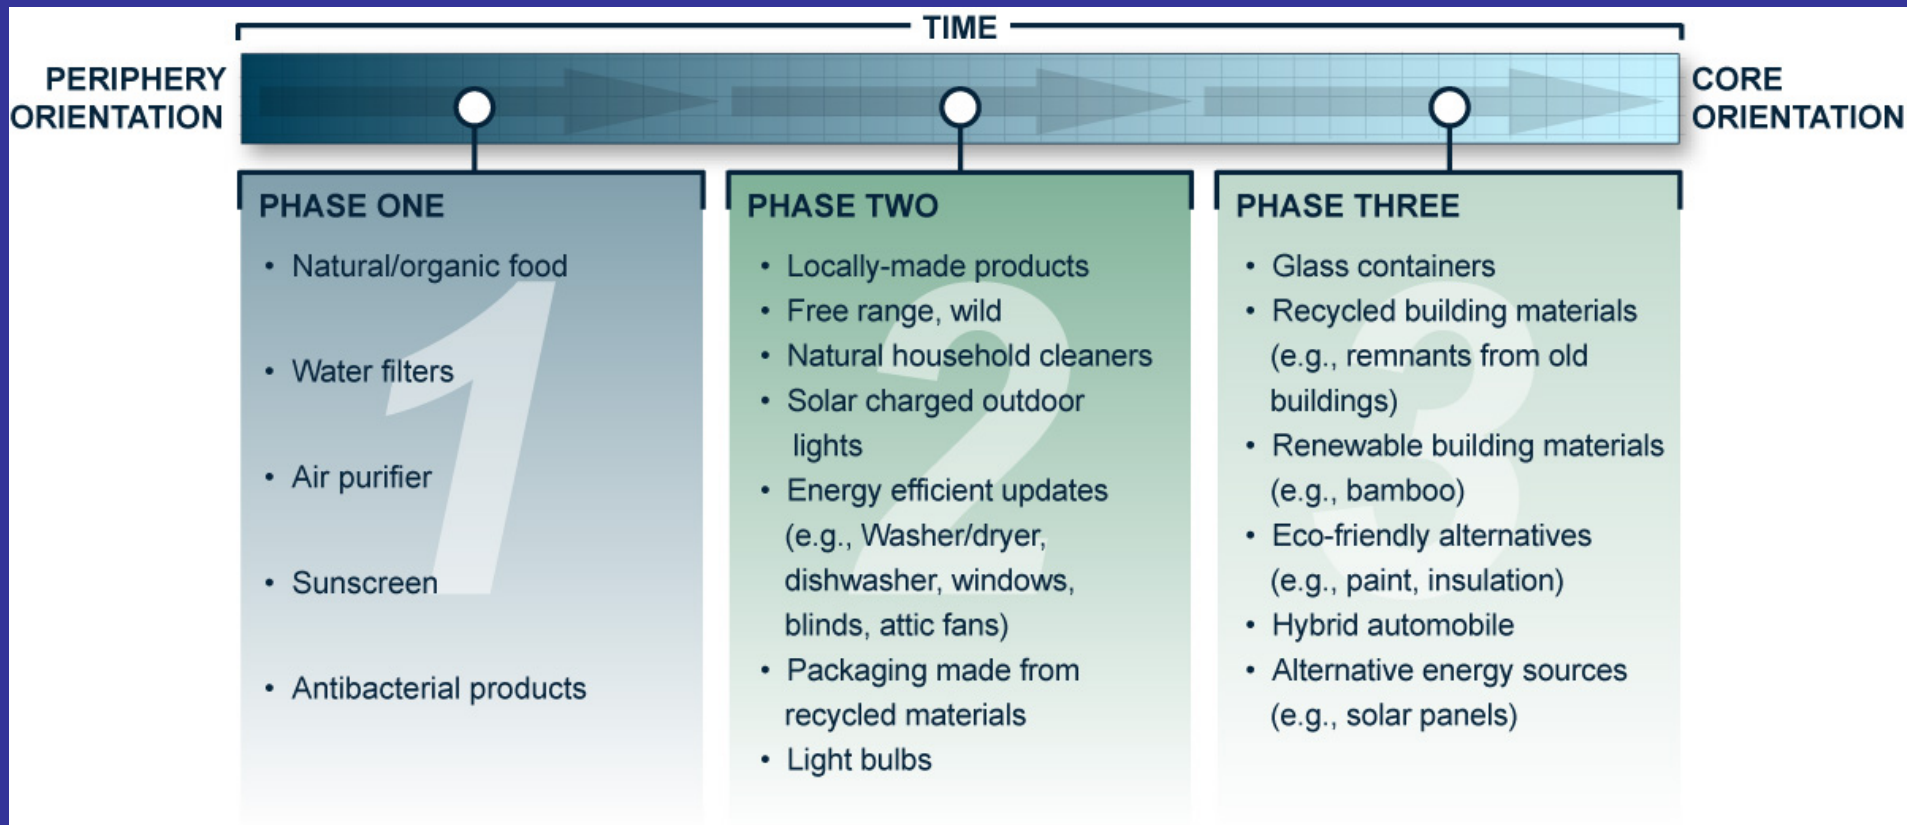 TIME
PERIPHERY
ORIENTATION
CORE
ORIENTATION
PHASE ONE
• Natural/organic food
• Water filters
• Air purifier
• Sunscreen
• Antibacterial products
1
PHASE TWO
• Locally-made products
• Free range, wild
• Natural household cleaners
• Solar charged outdoor
lights
• Energy efficient updates
(e.g., Washer/dryer,
dishwasher, windows,
blinds, attic fans)
• Packaging made from
recycled materials
• Light bulbs
2
PHASE THREE
• Glass containers
• Recycled building materials
(e.g., remnants from old
buildings)
• Renewable building materials
(e.g., bamboo)
• Eco-friendly alternatives
(e.g., paint, insulation)
• Hybrid automobile
• Alternative energy sources
(e.g., solar panels)
3